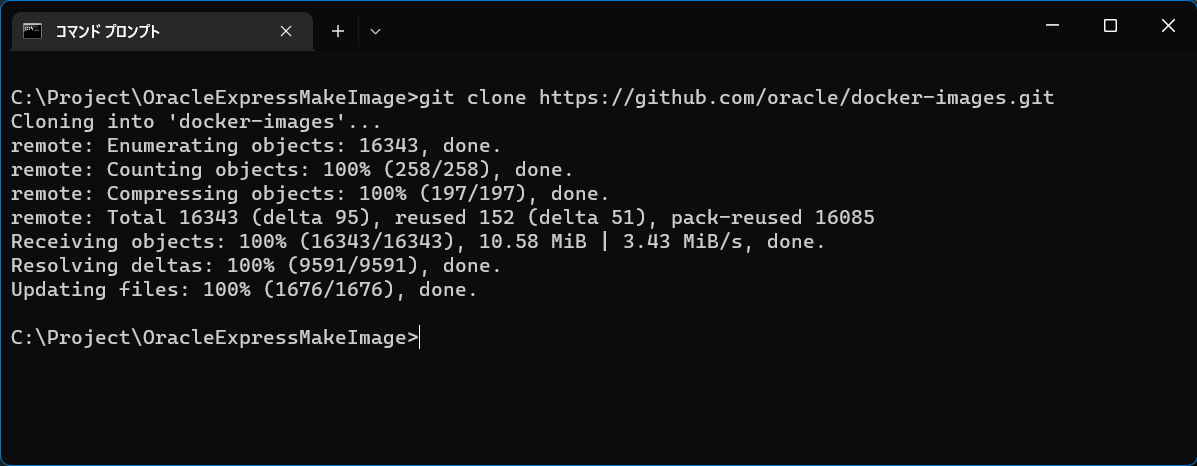 コマンド プロンプト
C:\Project\OracleExpressMakeImage>git clone https://github.com/oracle/docker-images.git
Cloning into 'docker-images'...
remote: Enumerating objects: 16343, done.
remote: Counting objects: 100% (258/258), done.
remote: Compressing objects: 100% (197/197), done.
remote: Total 16343 (delta 95), reused 152 (delta 51), pack-reused 16085
Receiving objects: 100% (16343/16343), 10.58 MiB | 3.43 MiB/s, done.
Resolving deltas: 100% (9591/9591), done.
Updating files: 100% (1676/1676), done.
C:\Project\OracleExpressMakeImage>